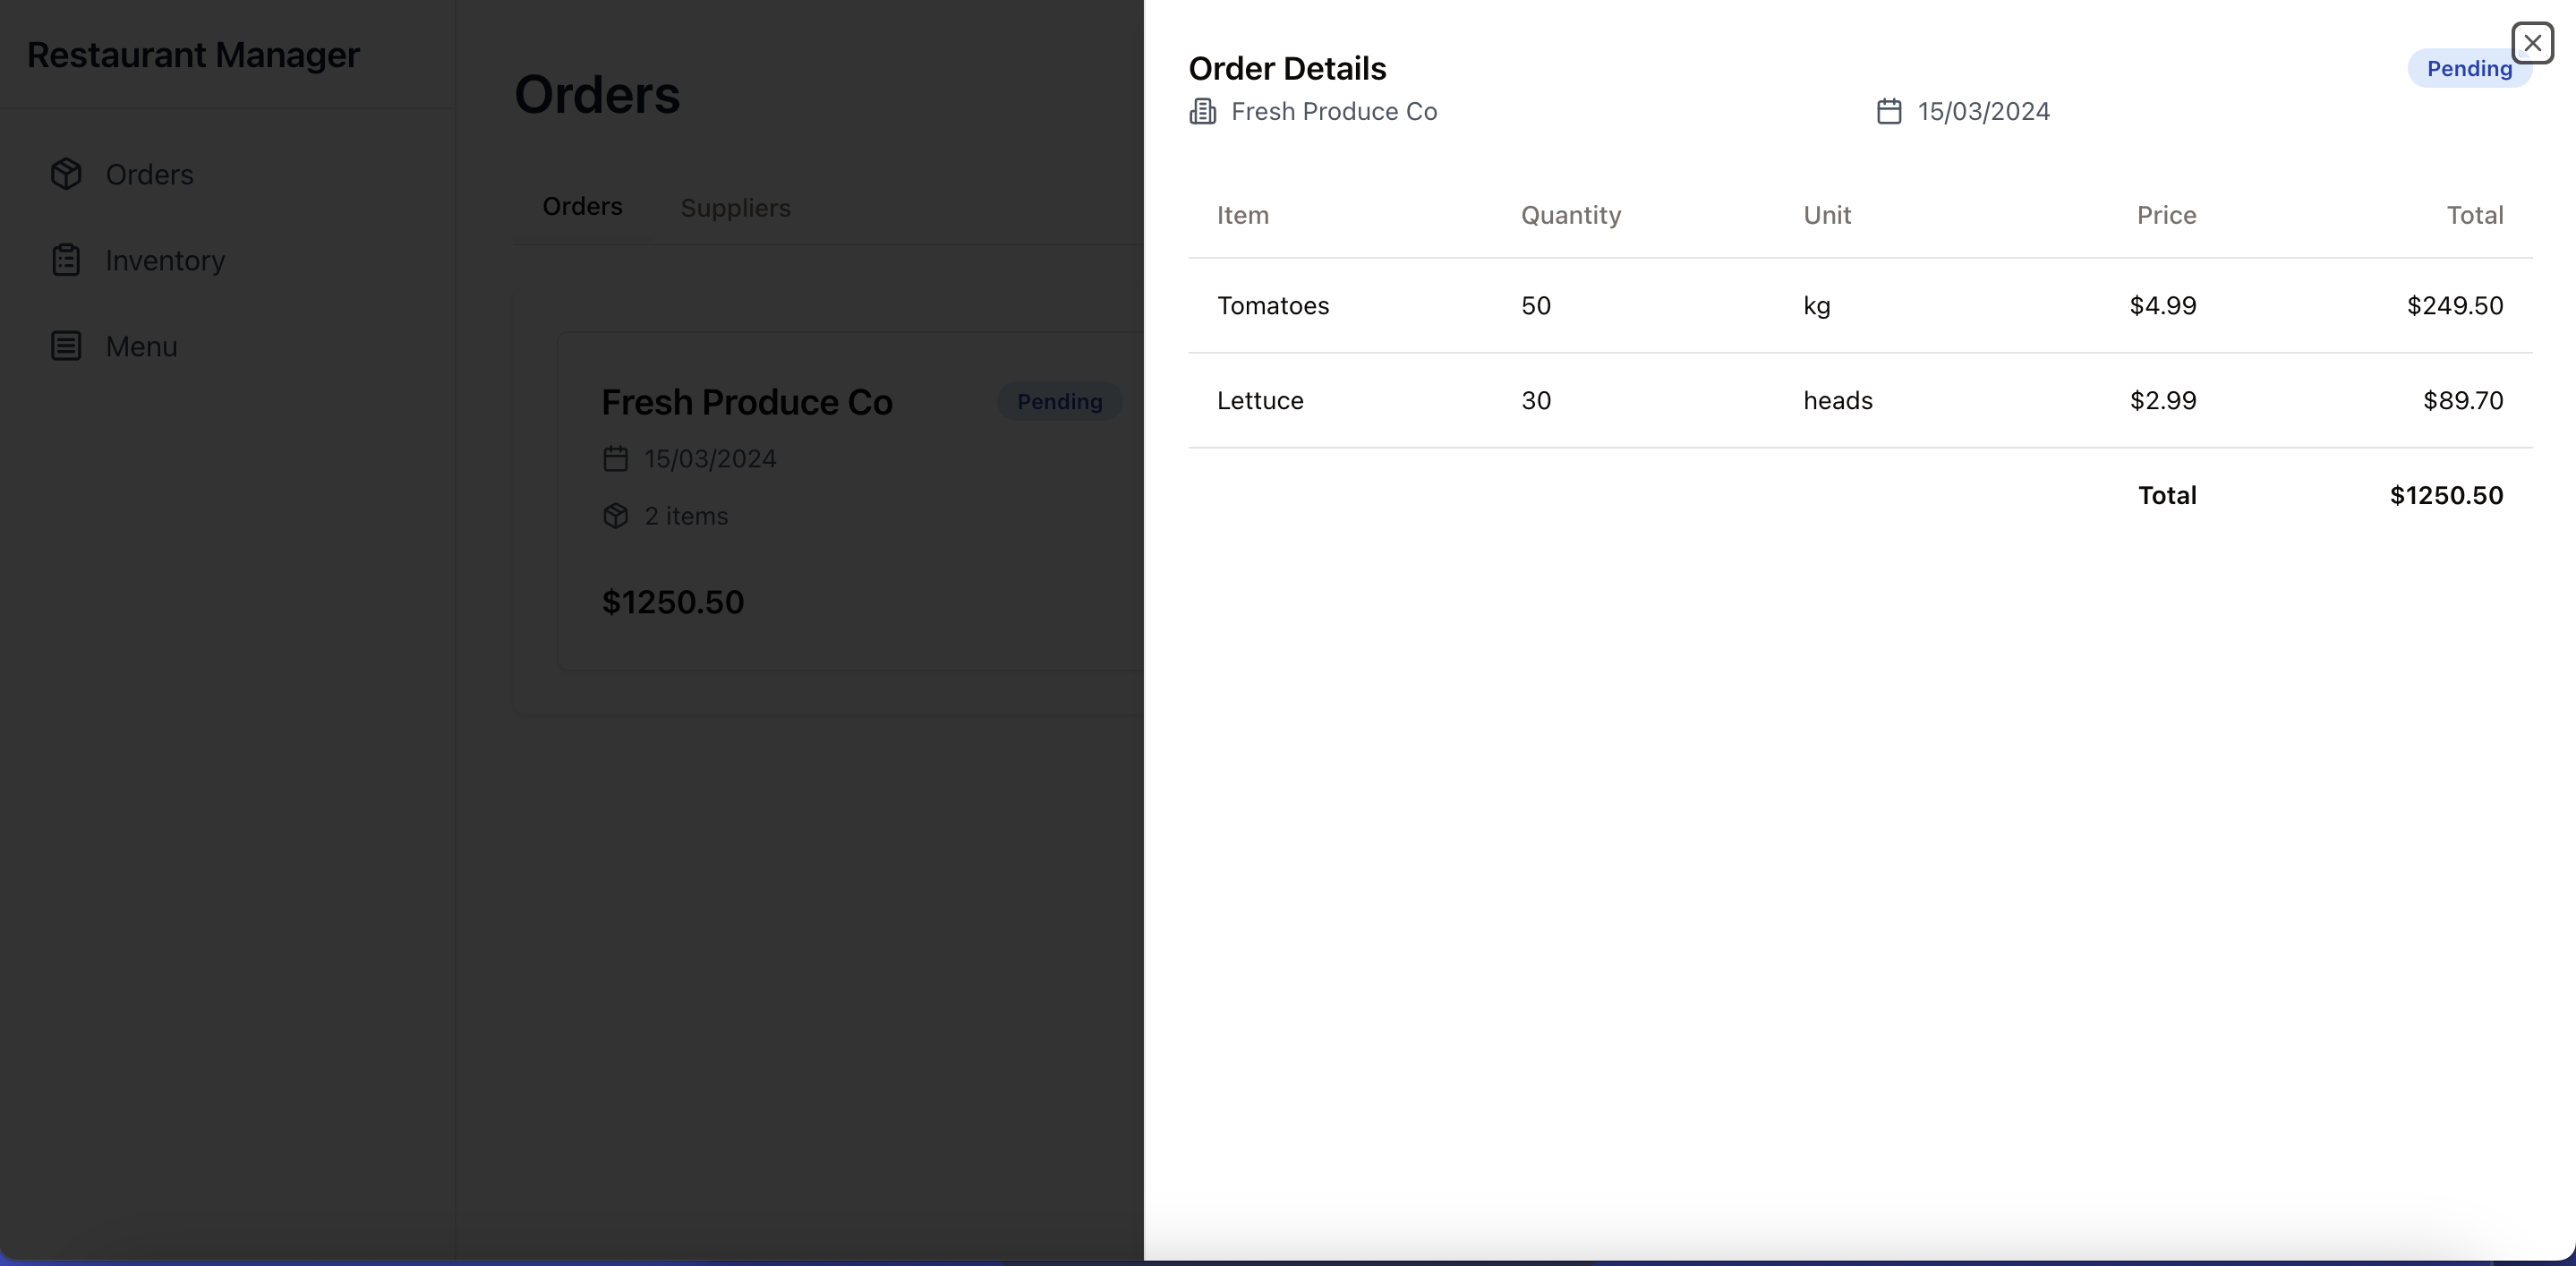 Restaurant Manager
Orders
Inventory
Menu
Orders
Orders Suppliers
Fresh Produce Co Pending
15/03/2024
2 items
$1250.50
Order Details Pending
Fresh Produce Co 15/03/2024
Item Quantity Unit Price Total
Tomatoes 50 kg $4.99 $249.50
Lettuce 30 heads $2.99 $89.70
Total $1250.50